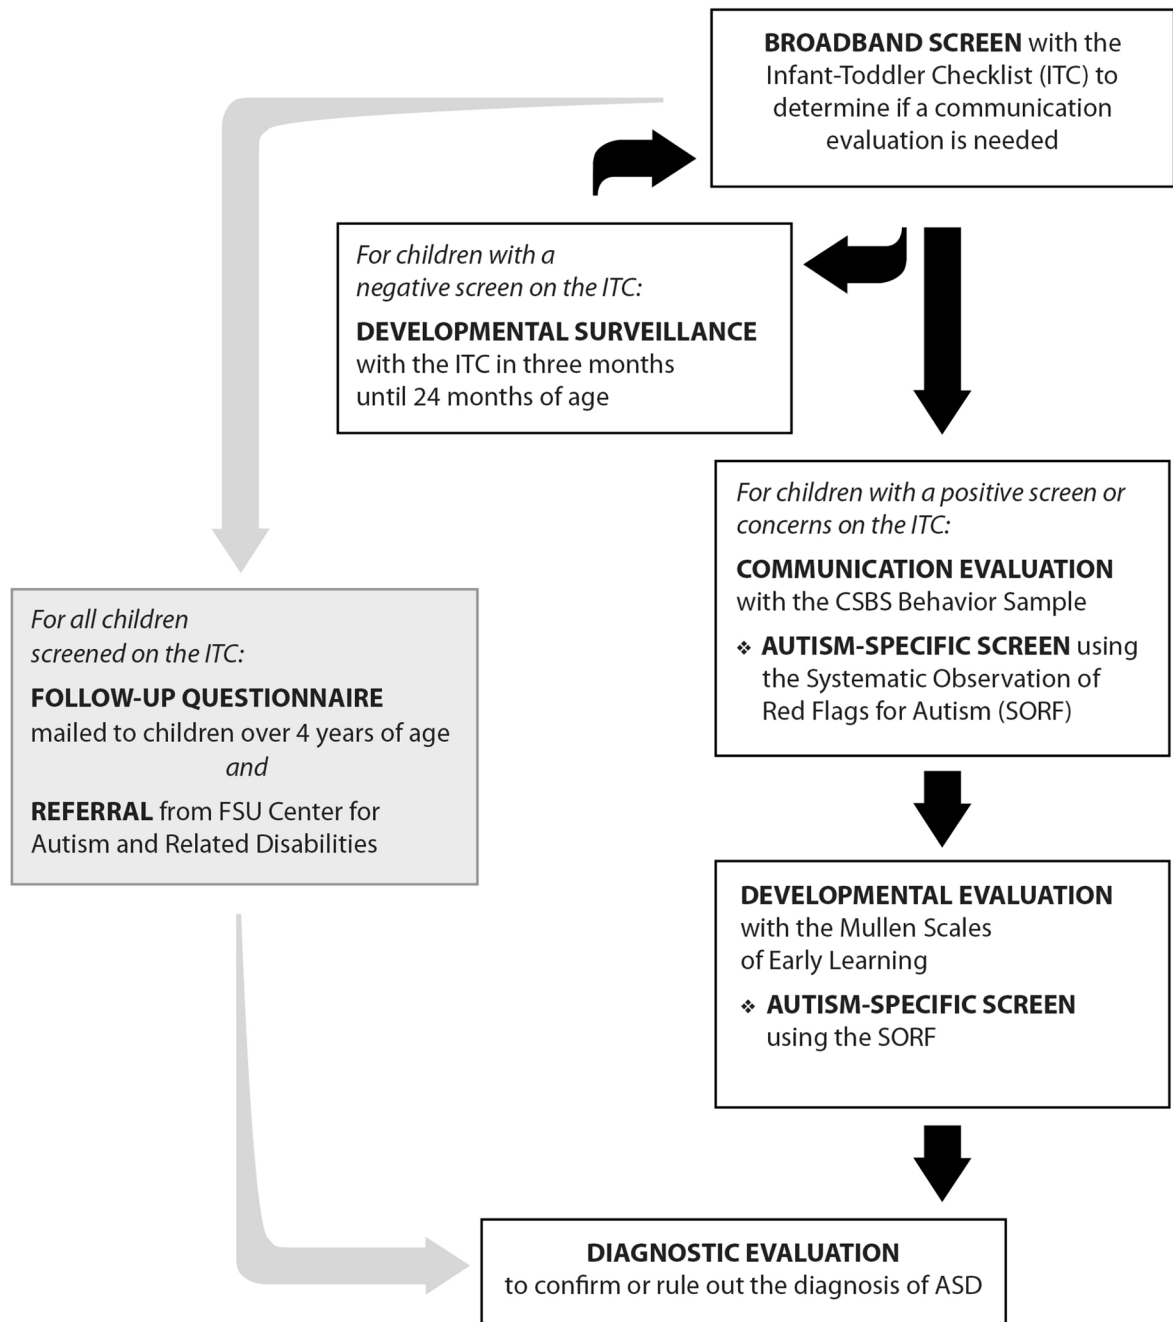 BROADBAND SCREEN with the
Infant-Toddler Checklist (ITC) to
determine if a communication
evaluation is needed
For children with a
negative screen on the ITC:
DEVELOPMENTAL SURVEILLANCE
with the ITC in three months
until 24 months of age
For children with a positive screen or
concerns on the ITC:
COMMUNICATION EVALUATION
with the CSBS Behavior Sample
❖ AUTISM-SPECIFIC SCREEN using
the Systematic Observation of
Red Flags for Autism (SORF)
For all children
screened on the ITC:
FOLLOW-UP QUESTIONNAIRE
mailed to children over 4 years of age
and
REFERRAL from FSU Center for
Autism and Related Disabilities
DEVELOPMENTAL EVALUATION
with the Mullen Scales
of Early Learning
❖ AUTISM-SPECIFIC SCREEN
using the SORF
DIAGNOSTIC EVALUATION
to confirm or rule out the diagnosis of ASD